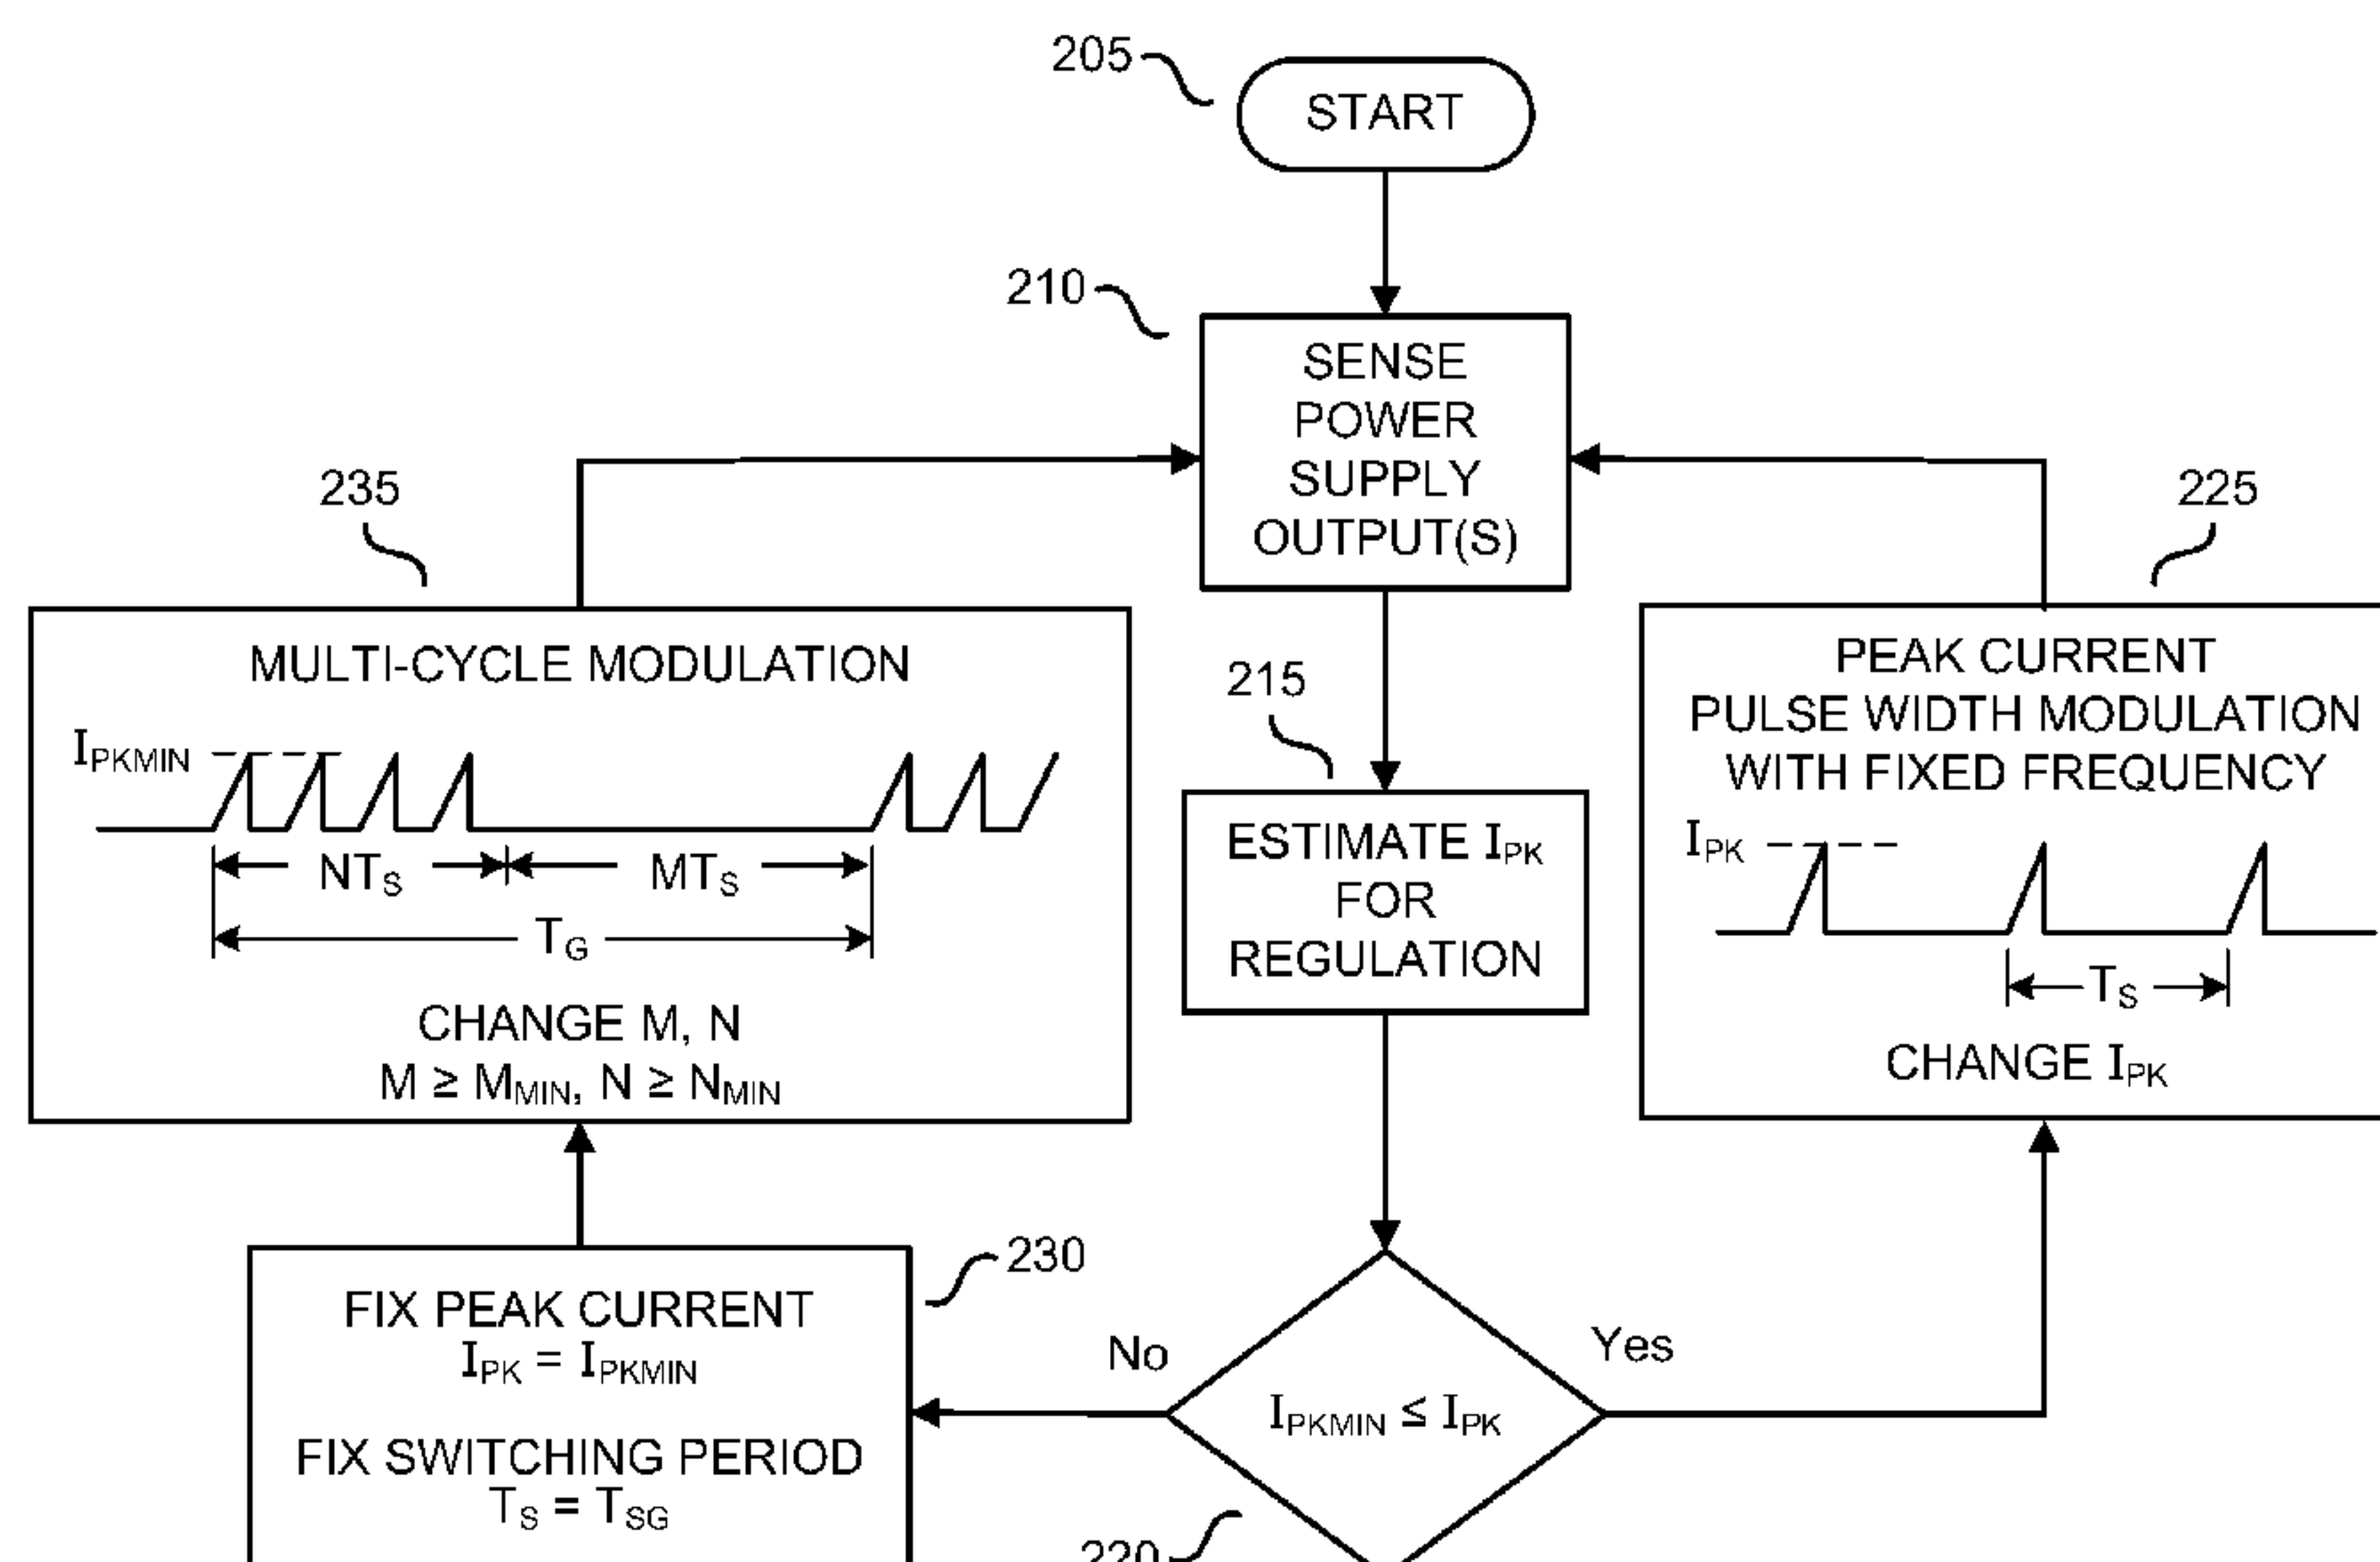 205
START
210
SENSE
POWER
SUPPLY
OUTPUT(S)
235
MULTI-CYCLE MODULATION
I_PKMIN
NT_S
MT_S
T_G
CHANGE M, N
M ≥ M_MIN, N ≥ N_MIN
215
ESTIMATE I_PK
FOR
REGULATION
225
PEAK CURRENT
PULSE WIDTH MODULATION
WITH FIXED FREQUENCY
I_PK
T_S
CHANGE I_PK
230
FIX PEAK CURRENT
I_PK = I_PKMIN
FIX SWITCHING PERIOD
T_S = T_SG
No
I_PKMIN ≤ I_PK
Yes
220